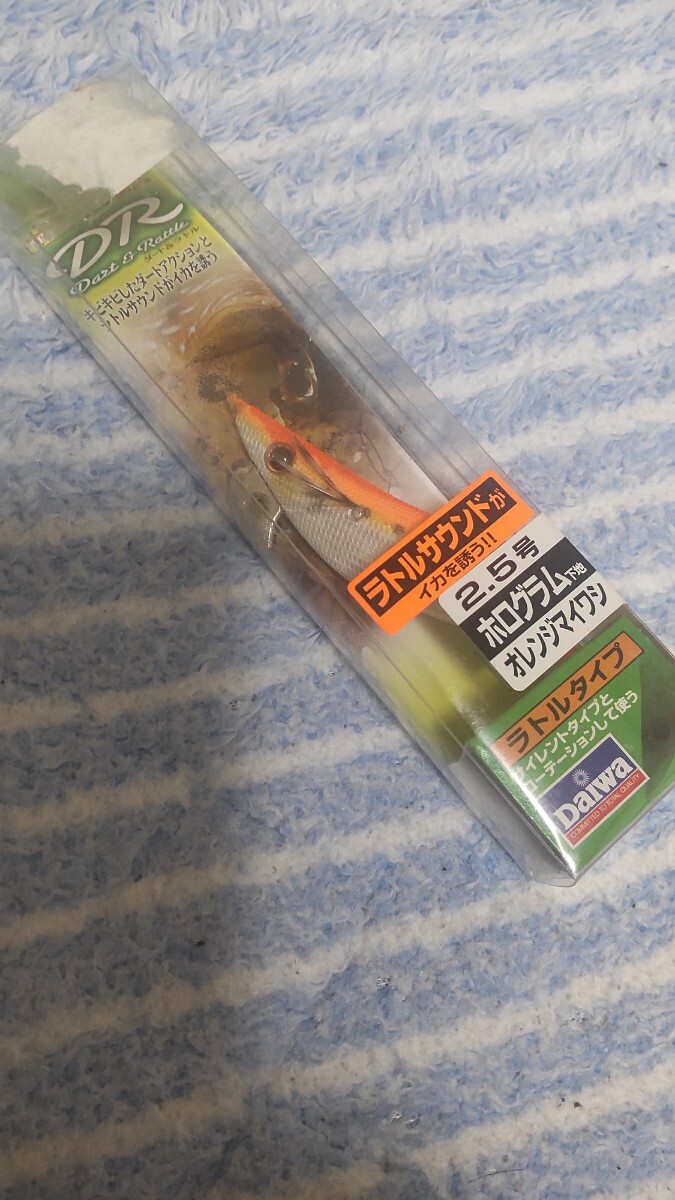 DR
Dart & Rattle
ダート&ラトル
キビキビしたダートアクションと
ラトルサウンドがイカを誘う
ラトルサウンドが
イカを誘う!!
2.5号
ホログラム下地
オレンジマイワシ
ラトルタイプ
サイレントタイプと
ローテーションして使う
Daiwa
COMMITTED TO TOTAL QUALITY